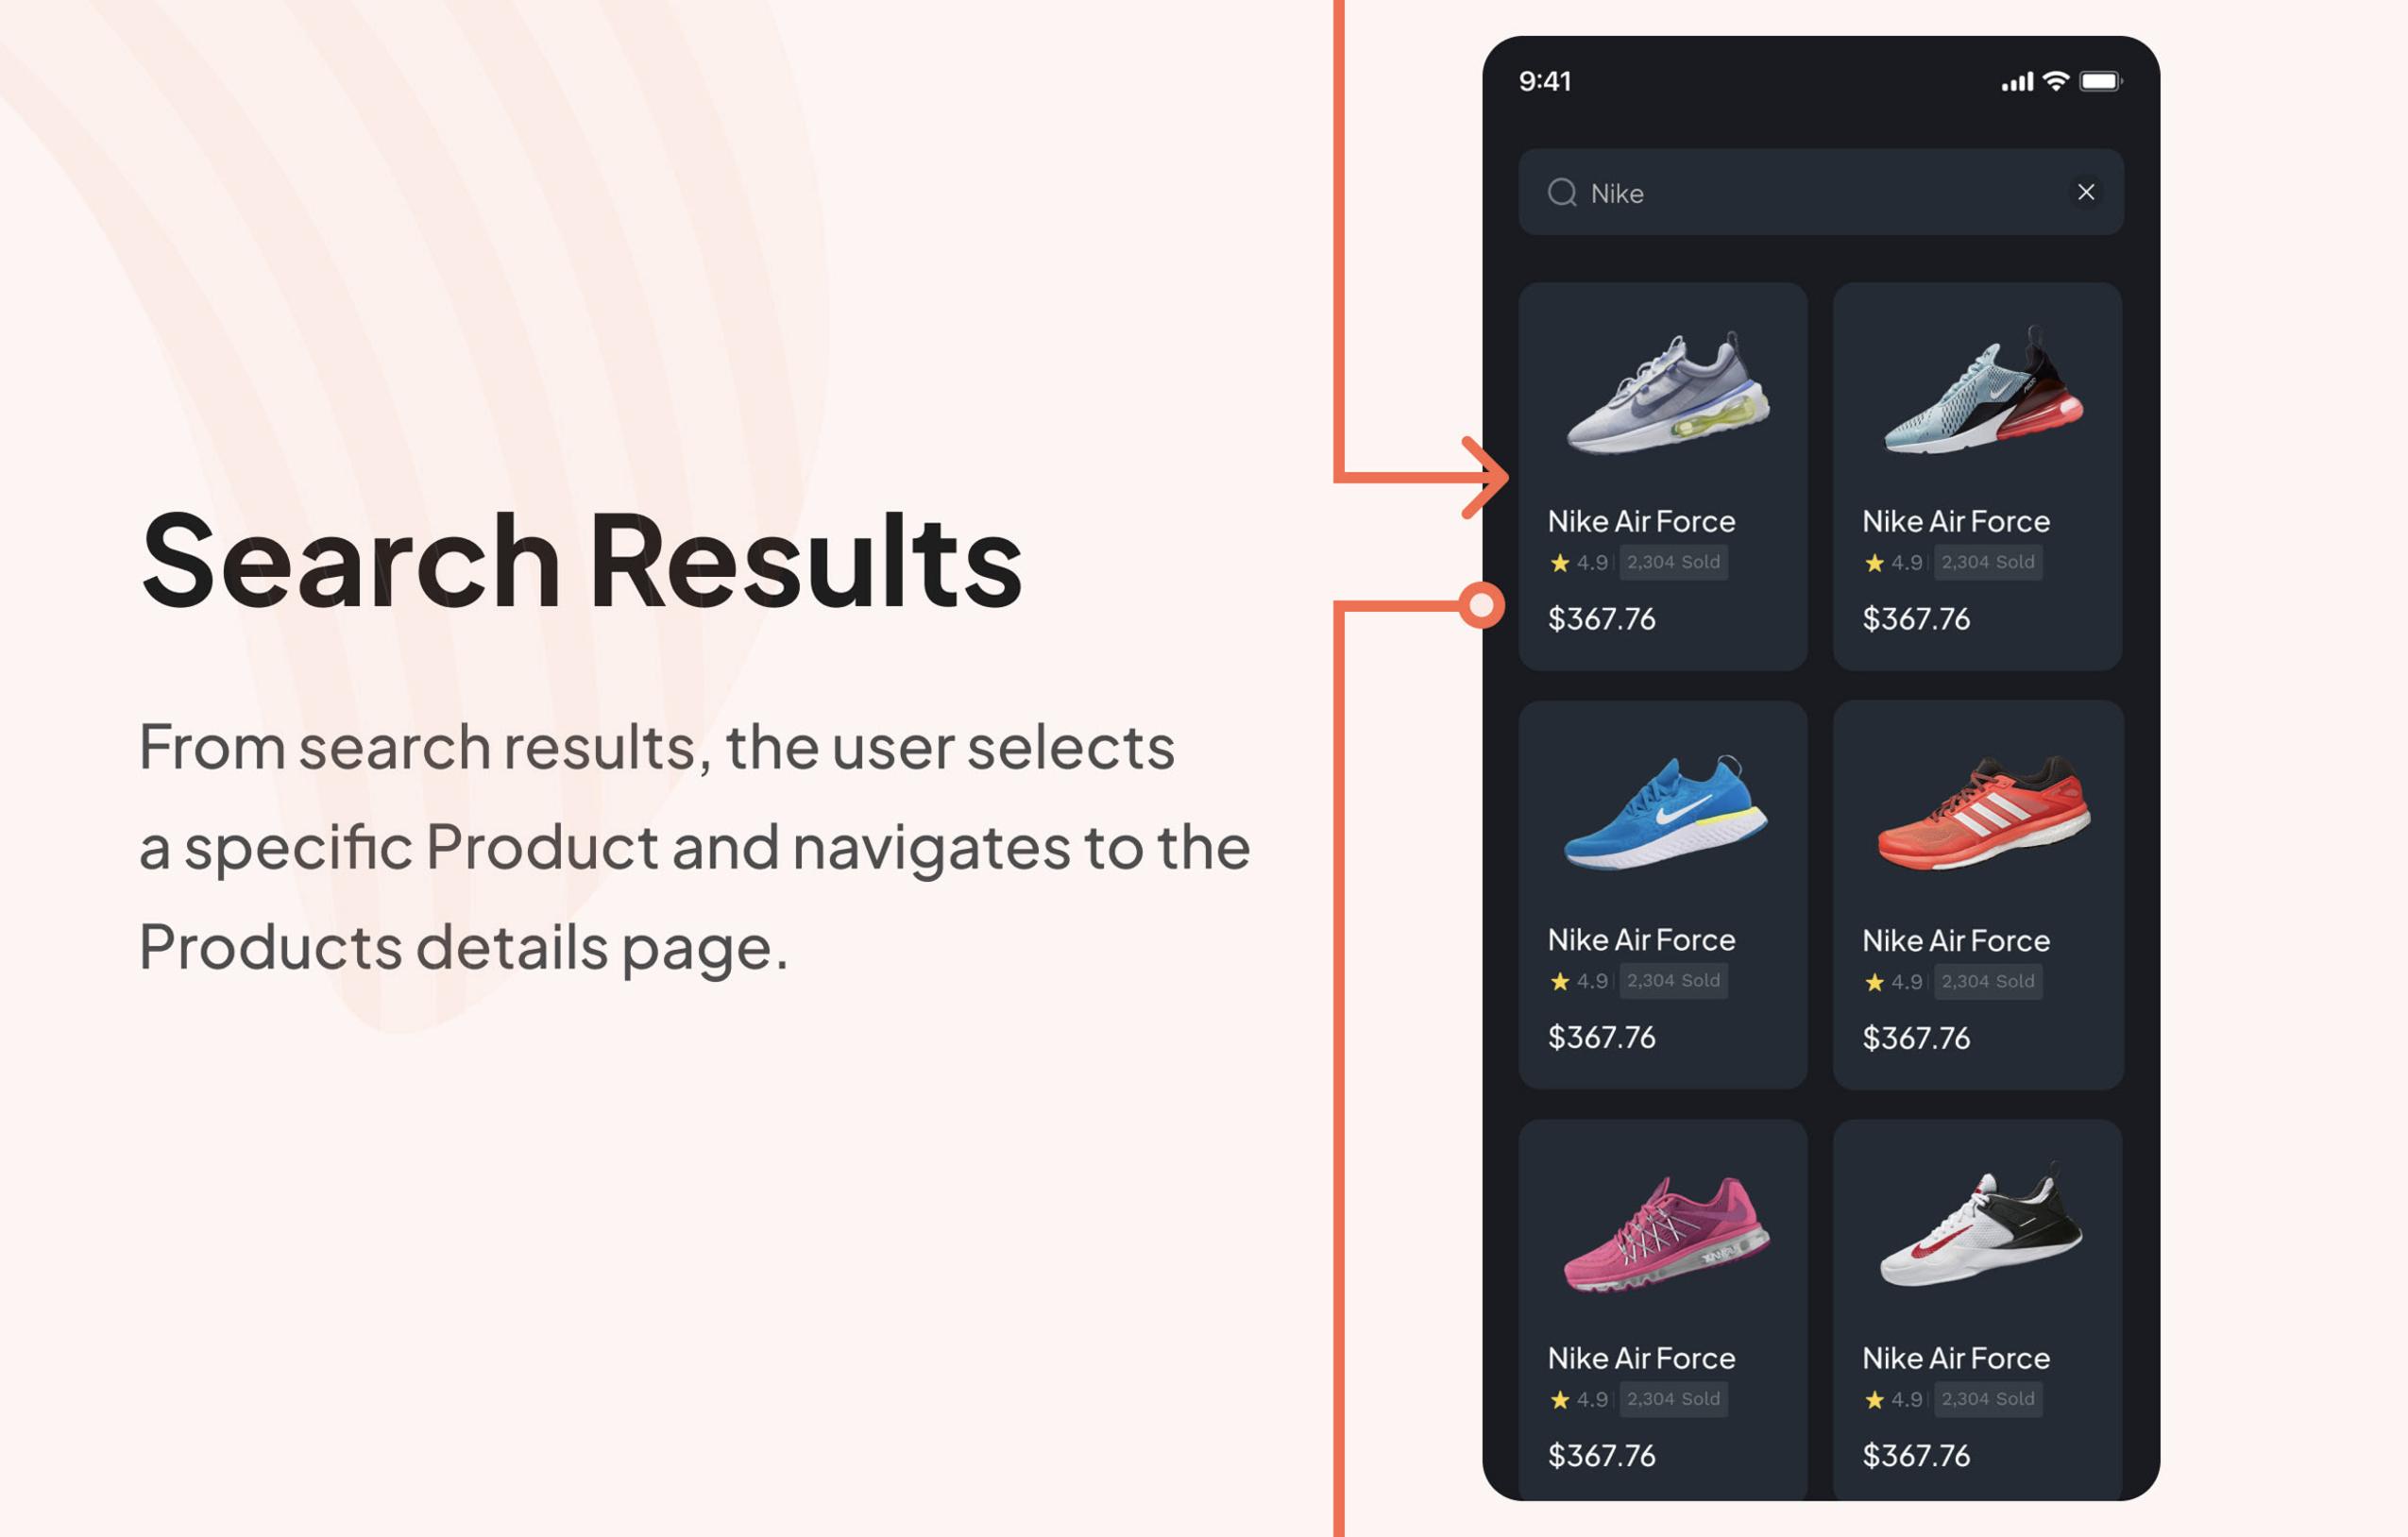 Search Results
From search results, the user selects
a specific Product and navigates to the
Products details page.
9:41
Nike
Nike Air Force
4.9 2,304 Sold
$367.76
Nike Air Force
4.9 2,304 Sold
$367.76
Nike Air Force
4.9 2,304 Sold
$367.76
Nike Air Force
4.9 2,304 Sold
$367.76
Nike Air Force
4.9 2,304 Sold
$367.76
Nike Air Force
4.9 2,304 Sold
$367.76